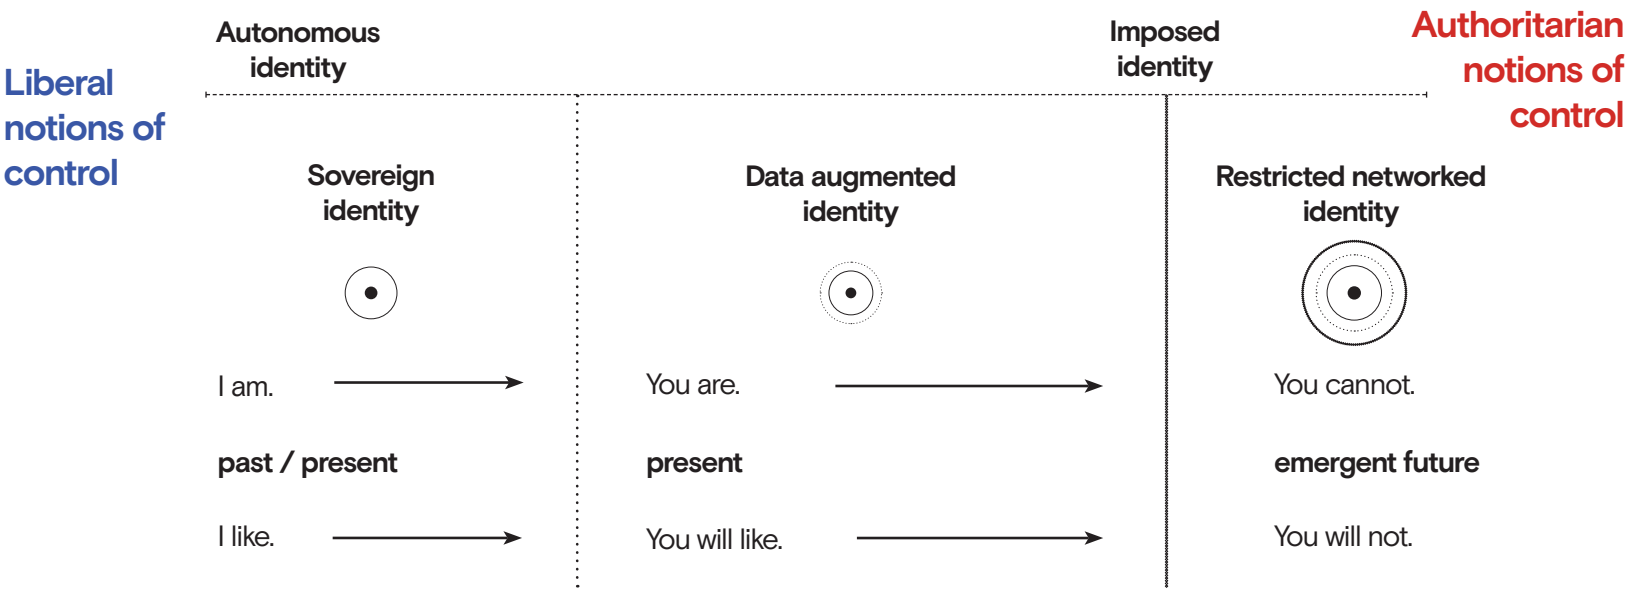 Liberal
notions of
control
Autonomous
identity
Imposed
identity
Authoritarian
notions of
control
Sovereign
identity
Data augmented
identity
Restricted networked
identity
I am.
You are.
You cannot.
past / present
present
emergent future
I like.
You will like.
You will not.